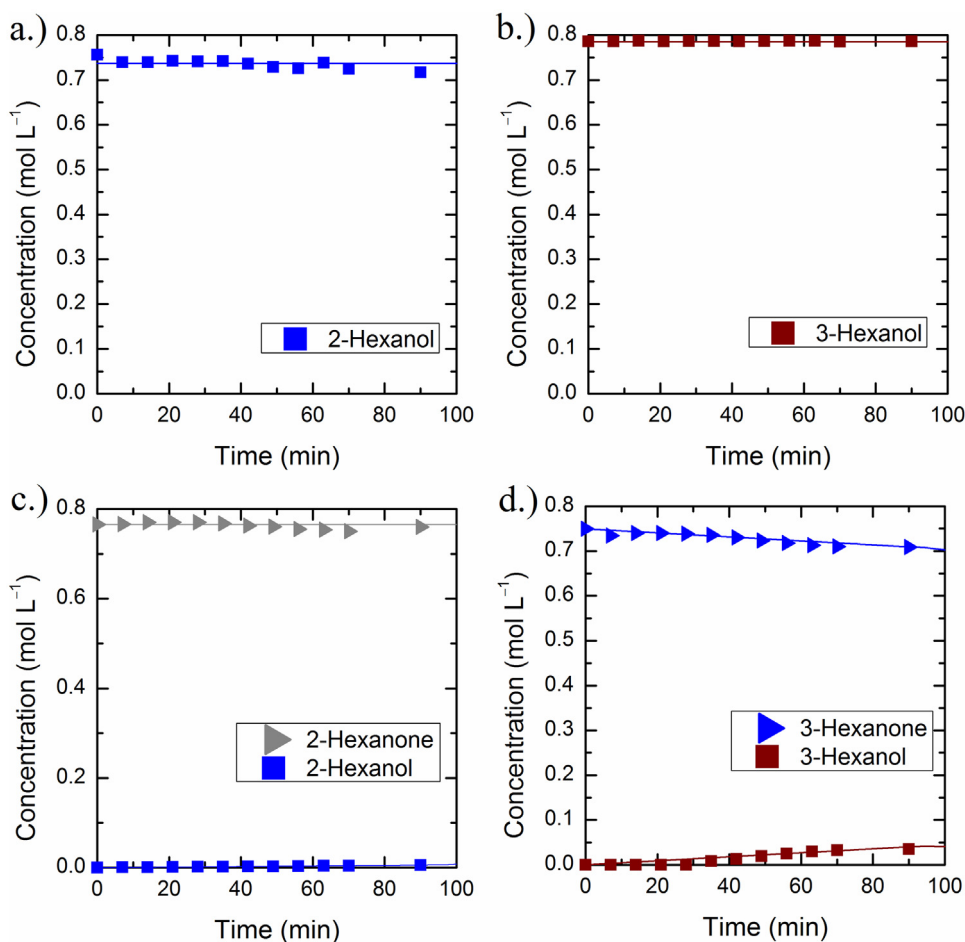 a.)
0.8
0.7
0.6
0.5
0.4
0.3
0.2
0.1
0.0
Concentration (mol L⁻¹)
2-Hexanol
0 20 40 60 80 100
Time (min)
b.)
0.8
0.7
0.6
0.5
0.4
0.3
0.2
0.1
0.0
Concentration (mol L⁻¹)
3-Hexanol
0 20 40 60 80 100
Time (min)
c.)
0.8
0.8
0.4
0.2
0.0
Concentration (mol L⁻¹)
2-Hexanone
2-Hexanol
0 20 40 60 80 100
Time (min)
d.)
0.8
0.7
0.6
0.5
0.4
0.3
0.2
0.1
0.0
Concentration (mol L⁻¹)
3-Hexanone
3-Hexanol
0 20 40 60 80 100
Time (min)